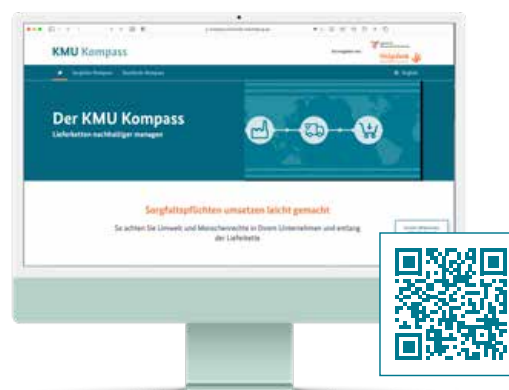 KMU Kompass
Helpdesk
English
Der KMU Kompass
Lieferketten nachhaltiger managen
Sorgfaltspflichten umsetzen leicht gemacht
So achten Sie Umwelt und Menschenrechte in Ihrem Unternehmen und entlang
der Lieferkette